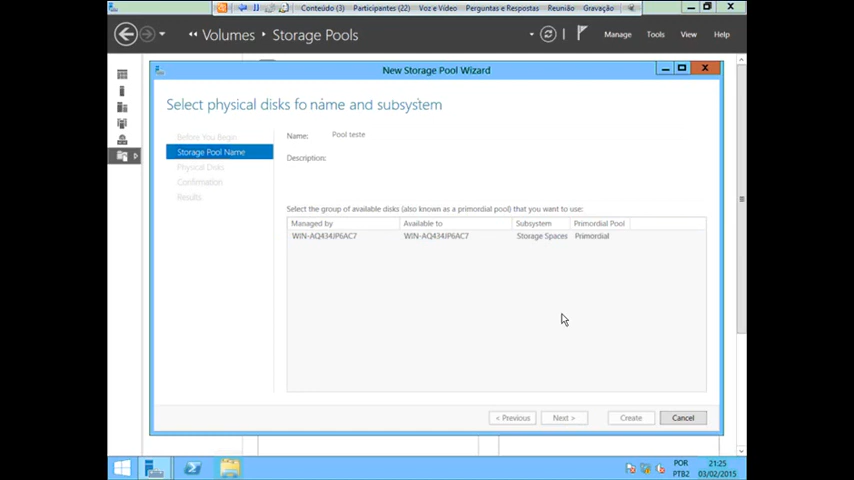 Conteúdo (3) Participantes (22) Voz e Vídeo Perguntas e Respostas Reunião Gravação
Volumes Storage Pools
Manage Tools View Help
New Storage Pool Wizard
Select physical disks fo name and subsystem
Before You Begin
Storage Pool Name
Physical Disks
Confirmation
Results
Name: Pool teste
Description:
Select the group of available disks (also known as a primordial pool) that you want to use:
Managed by Available to Subsystem Primordial Pool
WIN-AQ434JP6AC7 WIN-AQ434JP6AC7 Storage Spaces Primordial
< Previous Next > Create Cancel
POR 21:25
PTB2 03/02/2015